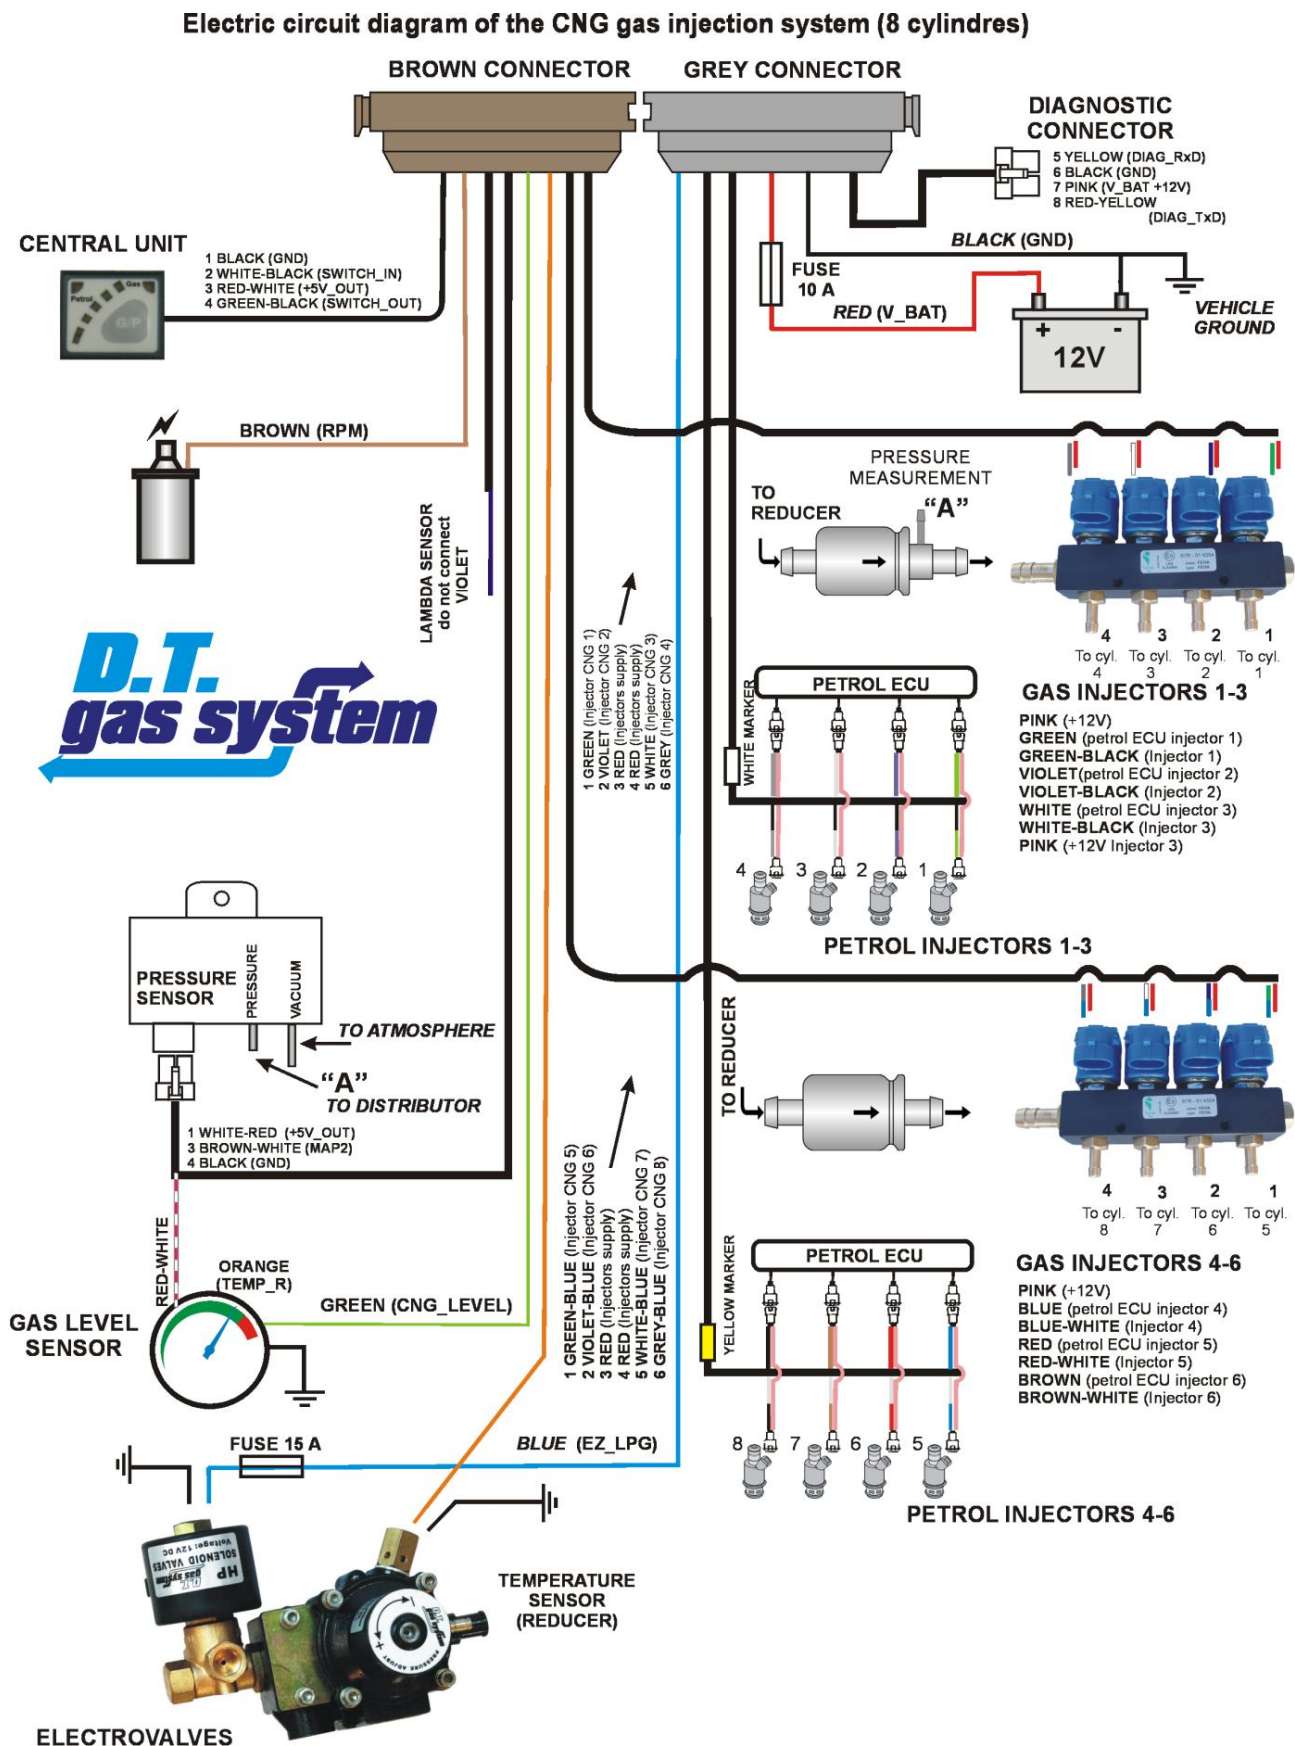 Electric circuit diagram of the CNG gas injection system (8 cylindres)
BROWN CONNECTOR
GREY CONNECTOR
DIAGNOSTIC
CONNECTOR
5 YELLOW (DIAG_RxD)
6 BLACK (GND)
7 PINK (V_BAT +12V)
8 RED-YELLOW
(DIAG_TxD)
CENTRAL UNIT
1 BLACK (GND)
2 WHITE-BLACK (SWITCH_IN)
3 RED-WHITE (+5V_OUT)
4 GREEN-BLACK (SWITCH_OUT)
Petrol
Gas
G/P
BLACK (GND)
FUSE
10 A
RED (V_BAT)
VEHICLE
GROUND
+ -
12V
BROWN (RPM)
LAMBDA SENSOR
do not connect
VIOLET
PRESSURE
MEASUREMENT
"A"
TO
REDUCER
D.T.
gas system
1 GREEN (Injector CNG 1)
2 VIOLET (Injector CNG 2)
3 RED (Injectors supply)
4 RED (Injectors supply)
5 WHITE (Injector CNG 3)
6 GREY (Injector CNG 4)
4 3 2 1
To cyl. To cyl. To cyl. To cyl.
4 3 2 1
GAS INJECTORS 1-3
PINK (+12V)
GREEN (petrol ECU injector 1)
GREEN-BLACK (Injector 1)
VIOLET(petrol ECU injector 2)
VIOLET-BLACK (Injector 2)
WHITE (petrol ECU injector 3)
WHITE-BLACK (Injector 3)
PINK (+12V Injector 3)
PETROL ECU
WHITE MARKER
4 3 2 1
PETROL INJECTORS 1-3
PRESSURE
SENSOR
PRESSURE
VACUUM
TO ATMOSPHERE
"A"
TO DISTRIBUTOR
1 WHITE-RED (+5V_OUT)
3 BROWN-WHITE (MAP2)
4 BLACK (GND)
TO REDUCER
1 GREEN-BLUE (Injector CNG 5)
2 VIOLET-BLUE (Injector CNG 6)
3 RED (Injectors supply)
4 RED (Injectors supply)
5 WHITE-BLUE (Injector CNG 7)
6 GREY-BLUE (Injector CNG 8)
4 3 2 1
To cyl. To cyl. To cyl. To cyl.
8 7 6 5
GAS INJECTORS 4-6
PINK (+12V)
BLUE (petrol ECU injector 4)
BLUE-WHITE (Injector 4)
RED (petrol ECU injector 5)
RED-WHITE (Injector 5)
BROWN (petrol ECU injector 6)
BROWN-WHITE (Injector 6)
RED-WHITE
ORANGE
(TEMP_R)
GREEN (CNG_LEVEL)
GAS LEVEL
SENSOR
PETROL ECU
YELLOW MARKER
8 7 6 5
PETROL INJECTORS 4-6
FUSE 15 A
BLUE (EZ_LPG)
HP
SOLENOID VALVES
Voltage: 12V DC
D.T.
gas system
D.T.
gas system
PRESSURE ADJUST
+ -
TEMPERATURE
SENSOR
(REDUCER)
ELECTROVALVES